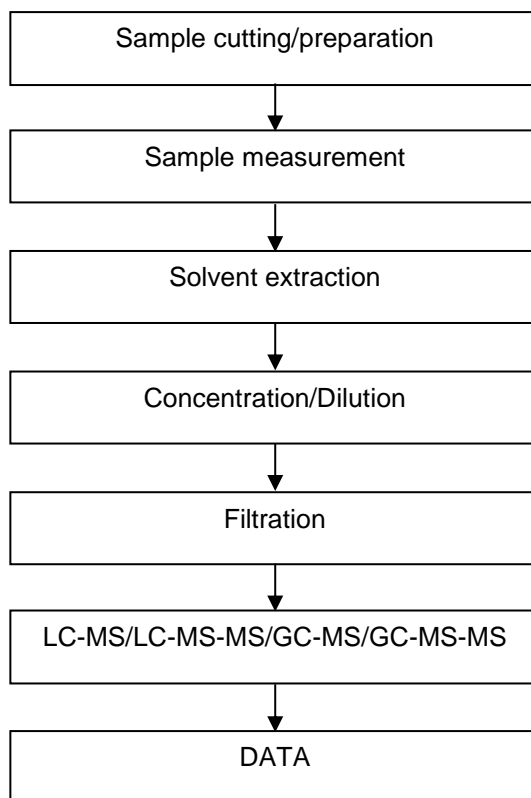 Sample cutting/preparation
Sample measurement
Solvent extraction
Concentration/Dilution
Filtration
LC-MS/LC-MS-MS/GC-MS/GC-MS-MS
DATA